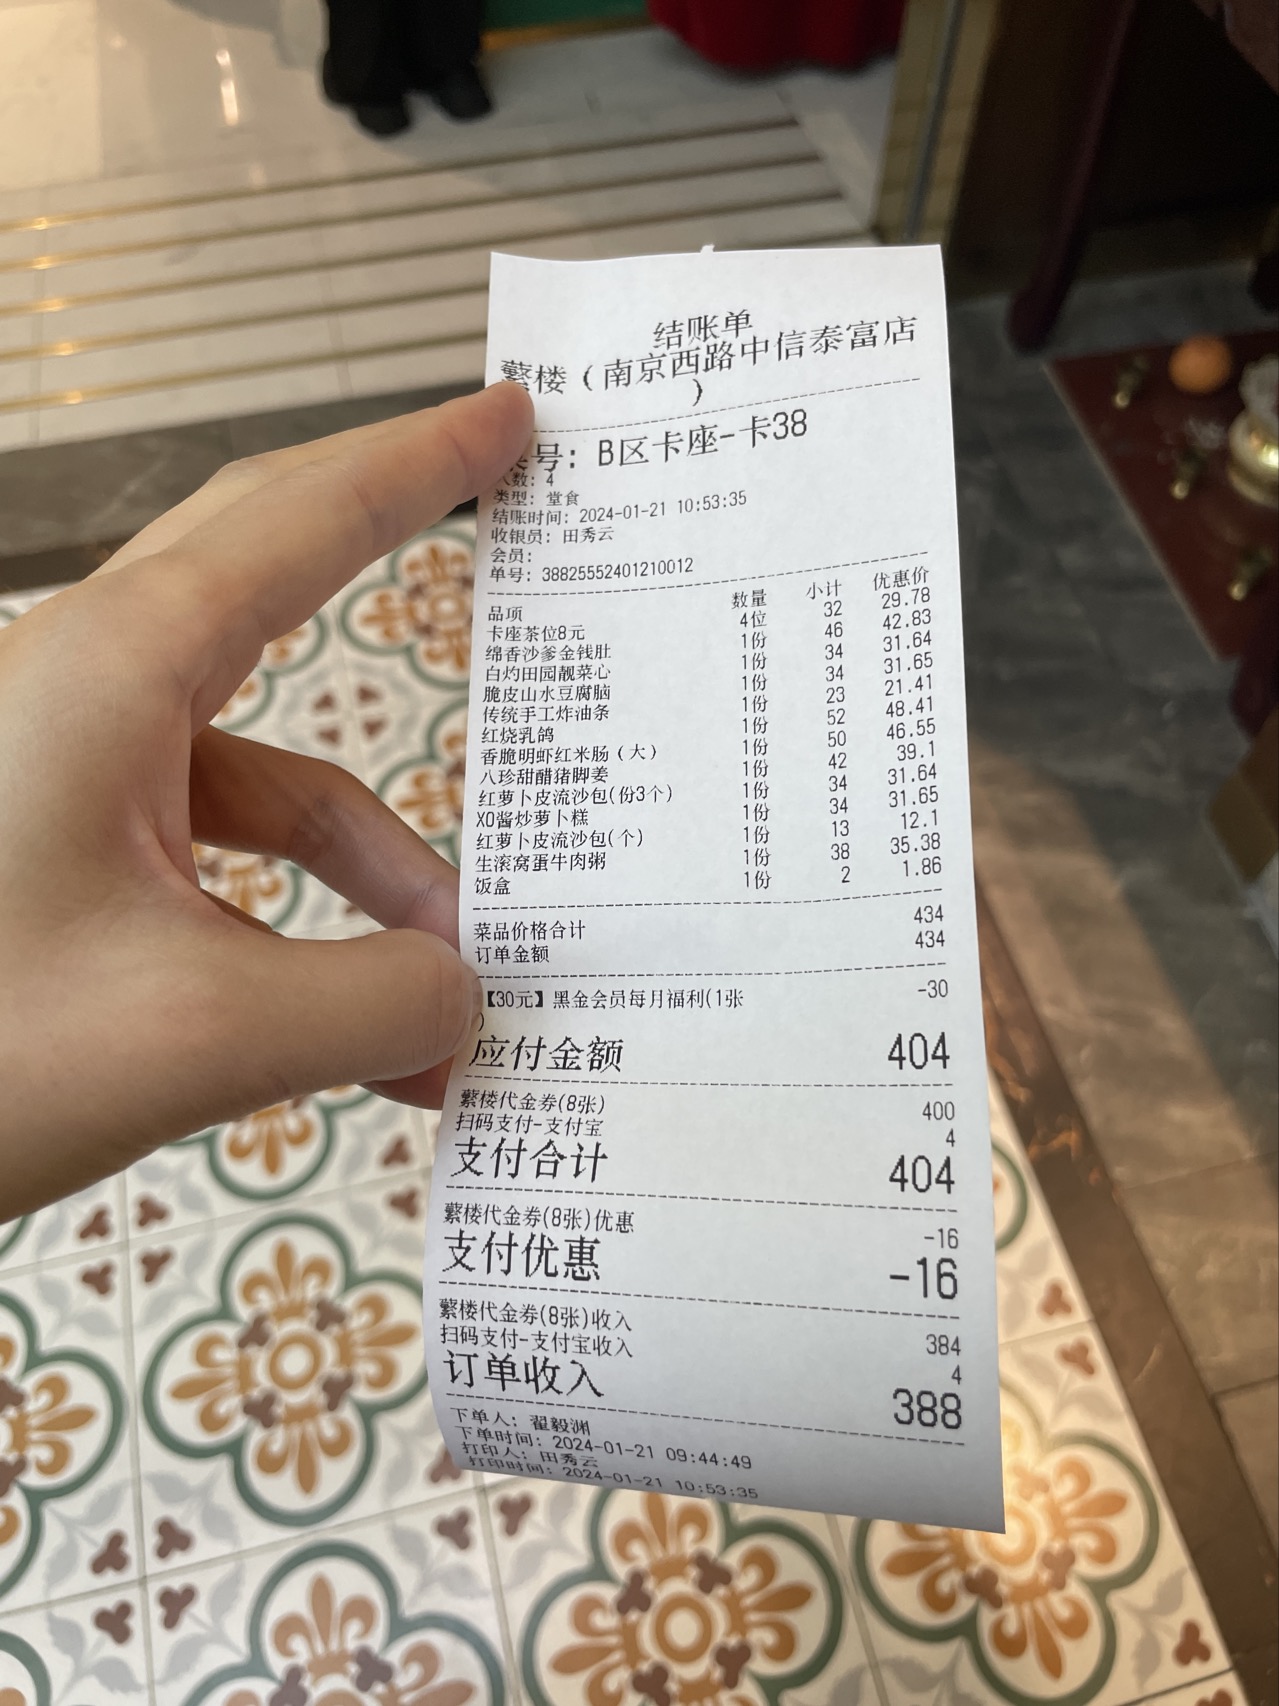 结账单
蘩楼（南京西路中信泰富店
）
号：B区卡座-卡38
数：4
类型：堂食
结账时间：2024-01-21 10:53:35
收银员：田秀云
会员：
单号：38825552401210012
品项 数量 小计 优惠价
卡座茶位8元 4位 32 29.78
绵香沙爹金钱肚 1份 46 42.83
白灼田园靓菜心 1份 34 31.64
脆皮山水豆腐脑 1份 34 31.65
传统手工炸油条 1份 23 21.41
红烧乳鸽 1份 52 48.41
香脆明虾红米肠（大） 1份 50 46.55
八珍甜醋猪脚姜 1份 42 39.1
红萝卜皮流沙包(份3个) 1份 34 31.64
XO酱炒萝卜糕 1份 34 31.65
红萝卜皮流沙包(个) 1份 13 12.1
生滚窝蛋牛肉粥 1份 38 35.38
饭盒 1份 2 1.86
菜品价格合计 434
订单金额 434
【30元】黑金会员每月福利(1张 -30
)
应付金额 404
蘩楼代金券(8张) 400
扫码支付-支付宝 4
支付合计 404
蘩楼代金券(8张)优惠 -16
支付优惠 -16
蘩楼代金券(8张)收入 384
扫码支付-支付宝收入 4
订单收入 388
下单人：翟毅渊
下单时间：2024-01-21 09:44:49
打印人：田秀云
打印时间：2024-01-21 10:53:35